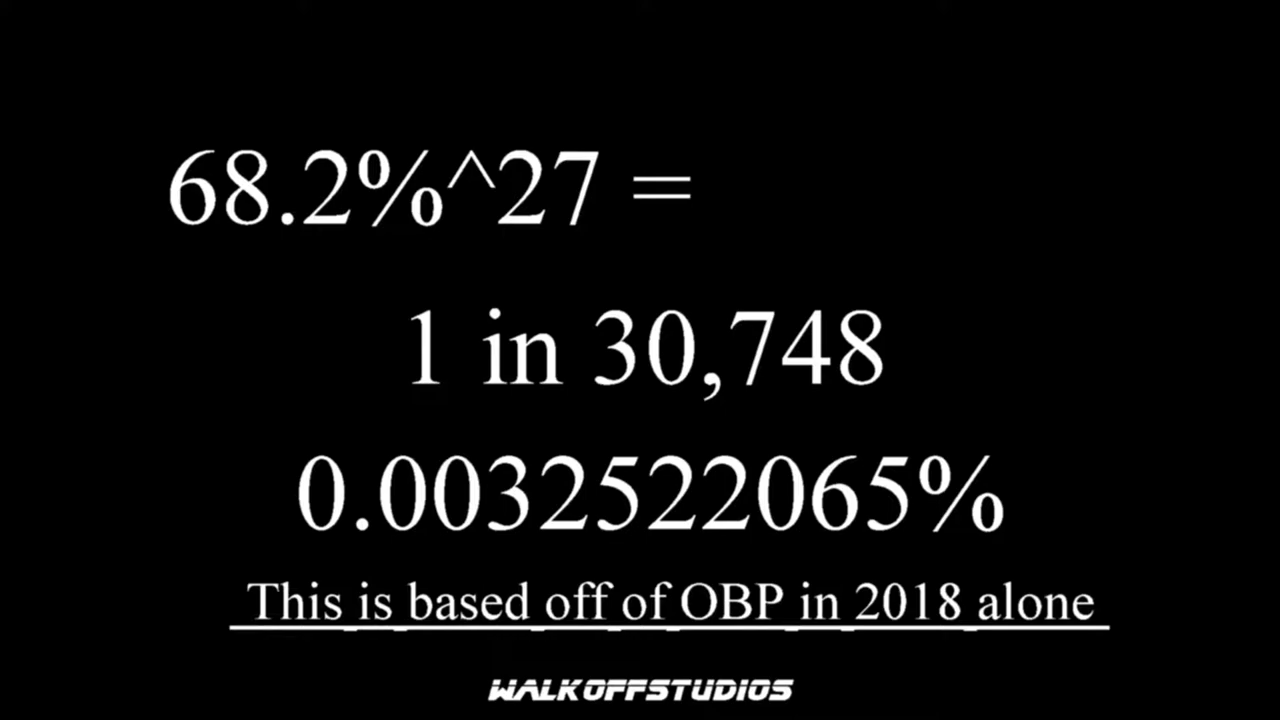 68.2%^27 =
1 in 30,748
0.0032522065%
This is based off of OBP in 2018 alone
WALKOFFSTUDIOS